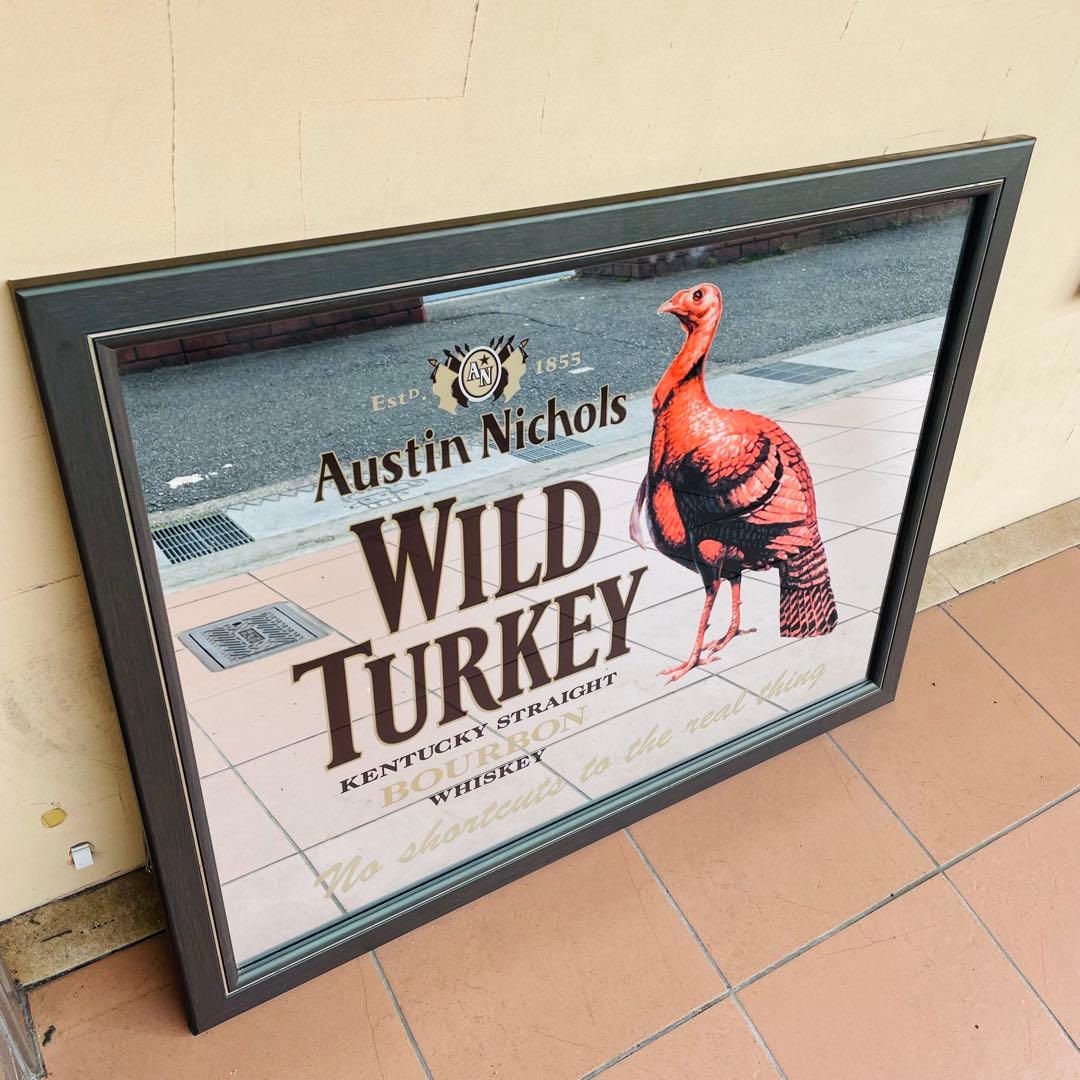 EstD. AN 1855
Austin Nichols
WILD
TURKEY
KENTUCKY STRAIGHT
BOURBON
WHISKEY
No shortcuts to the real thing